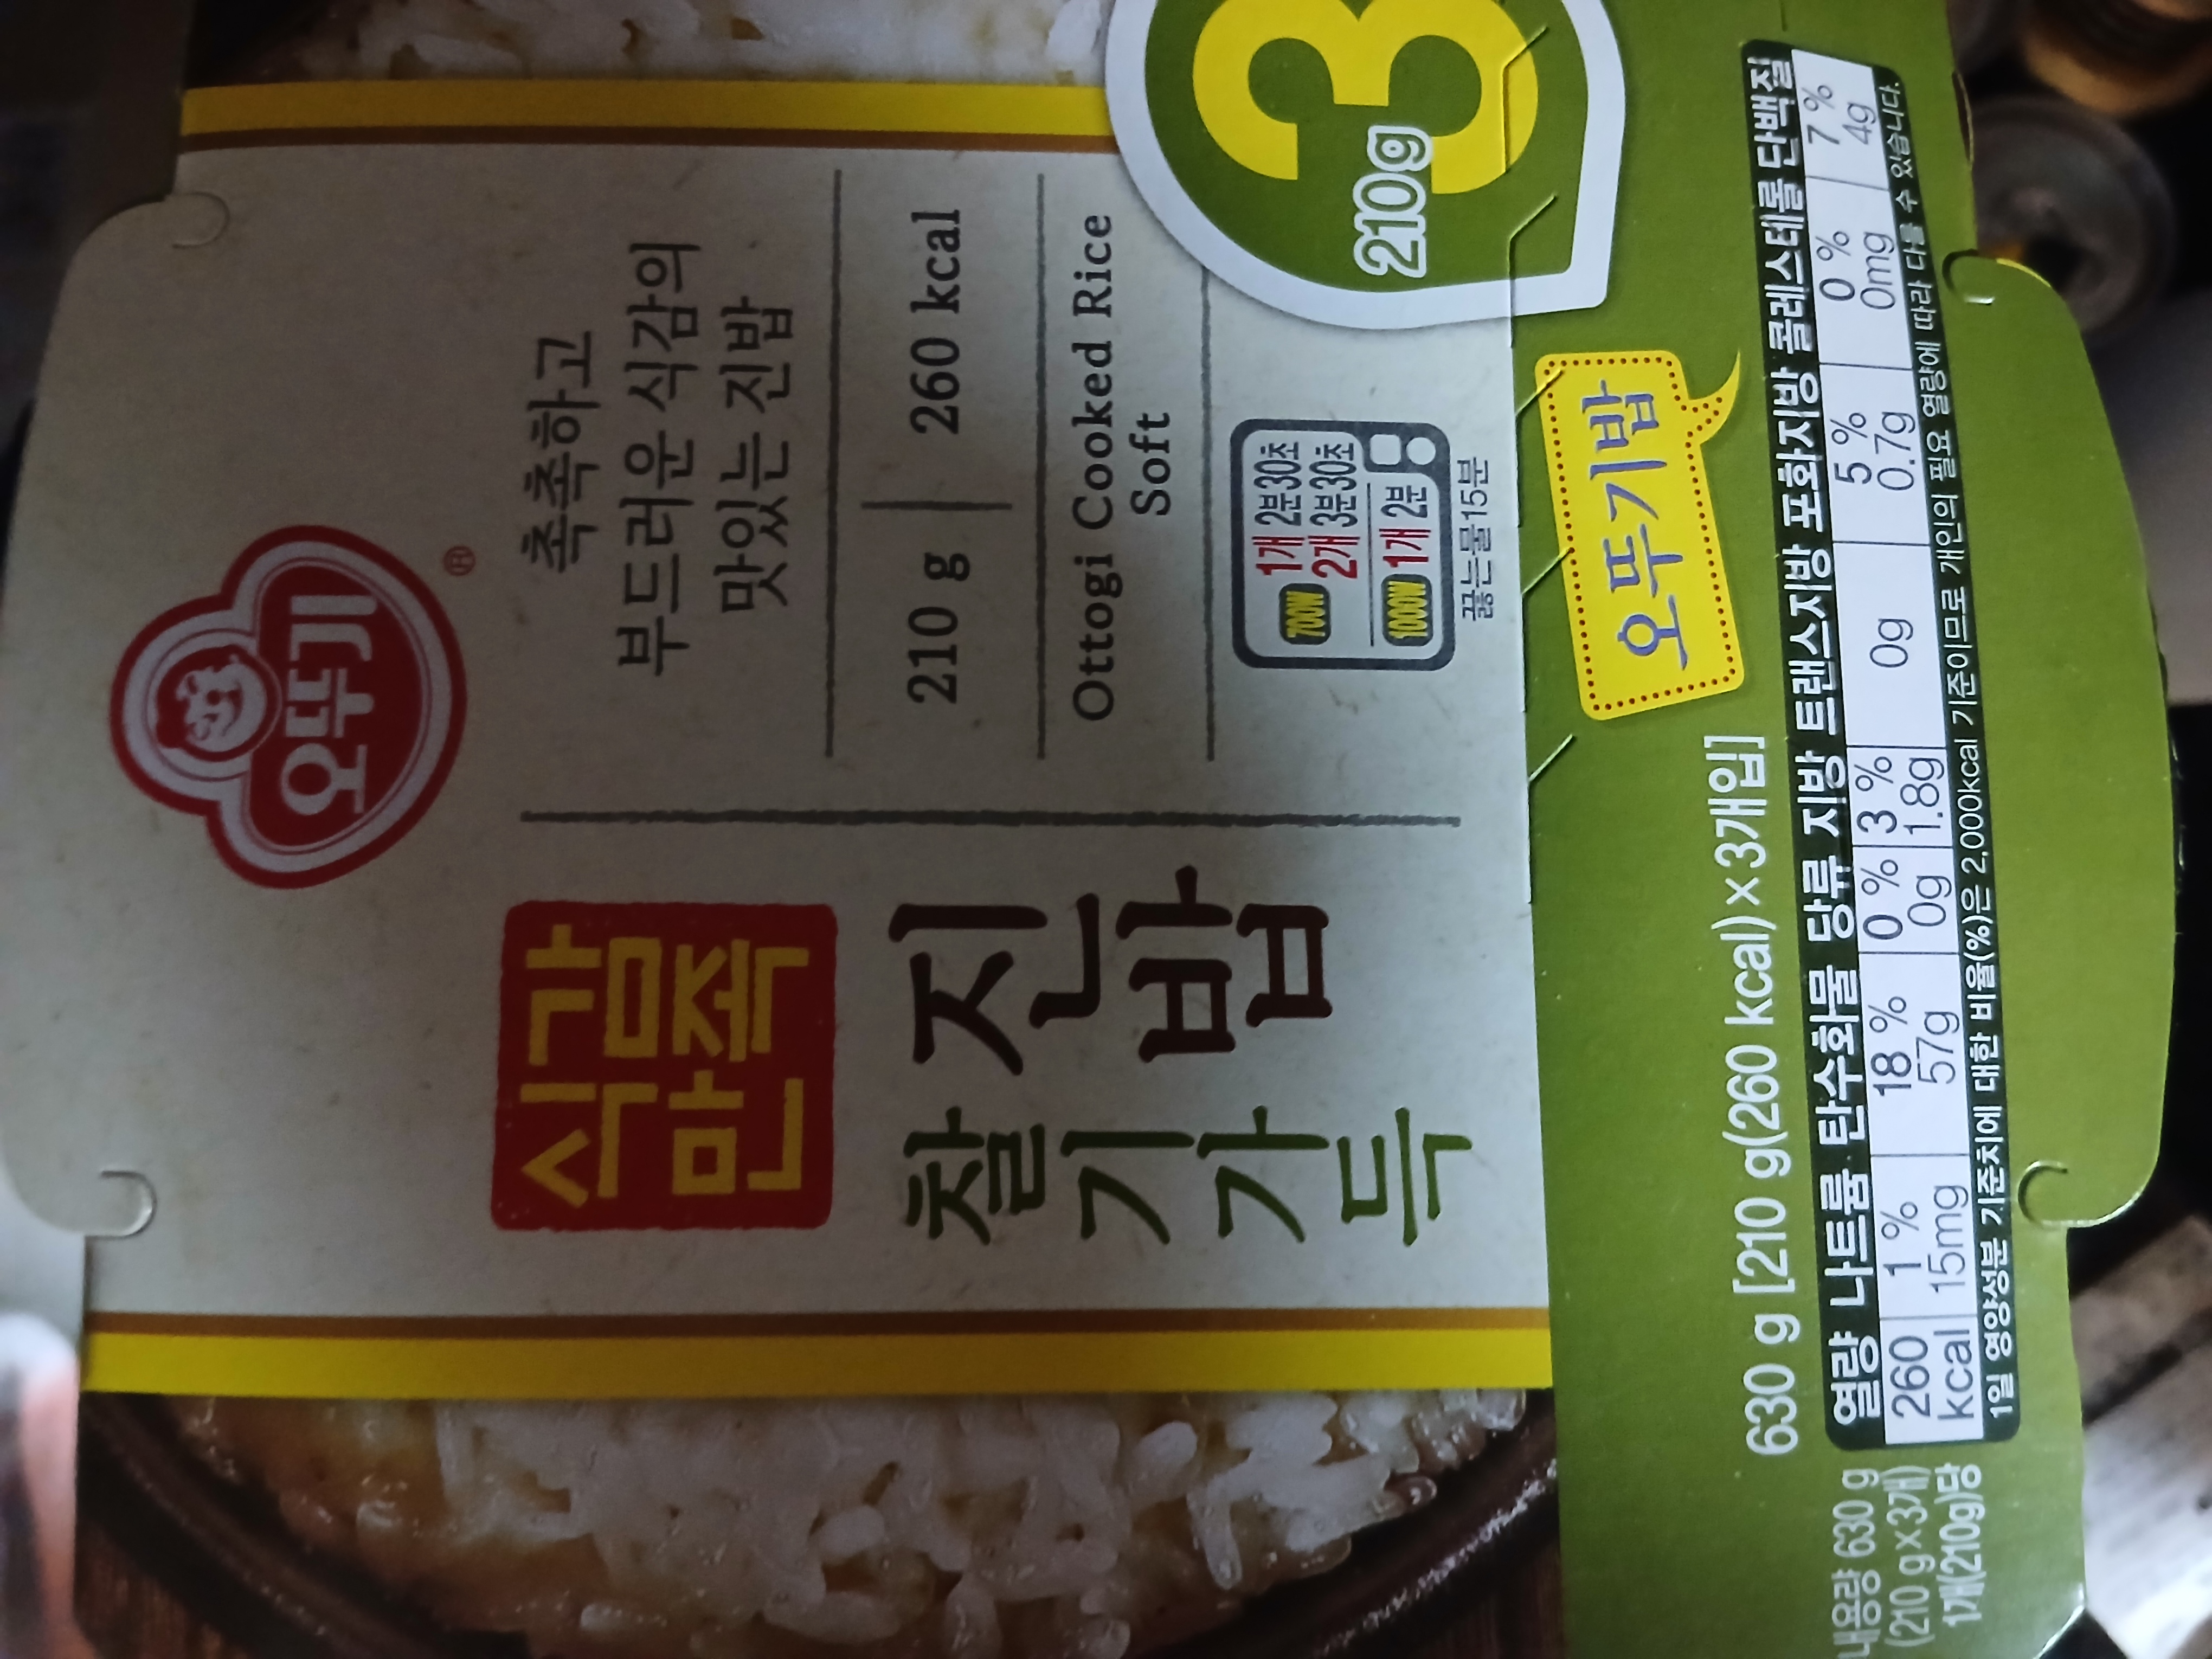 오뚜기
®
식감
만족
찰기가득
진밥
촉촉하고
부드러운 식감의
맛있는 진밥
210 g | 260 kcal
Ottogi Cooked Rice
Soft
700W 1개 2분30초
2개 3분30초
1000W 1개 2분
끓는물15분
3
210g
오뚜기밥
630 g [210 g(260 kcal)×3개입]
내용량 630 g
(210 g×3개)
1개(210g)당
열량 나트륨 탄수화물 당류 지방 트랜스지방 포화지방 콜레스테롤 단백질
260 1 % 18 % 0 % 3 % 0g 5 % 0 % 7 %
kcal 15mg 57g 0g 1.8g 0.7g 0mg 4g
1일 영양성분 기준치에 대한 비율(%)은 2,000kcal 기준이므로 개인의 필요 열량에 따라 다를 수 있습니다.